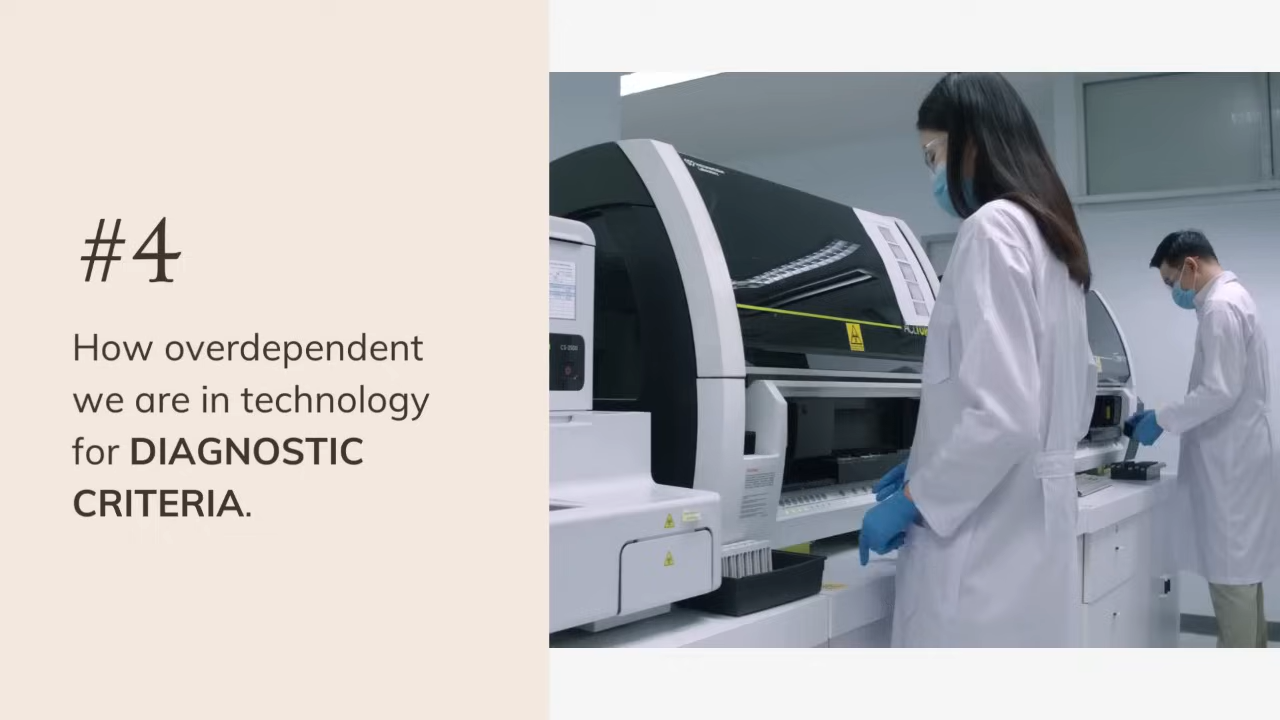 #4
How overdependent
we are in technology
for DIAGNOSTIC
CRITERIA.